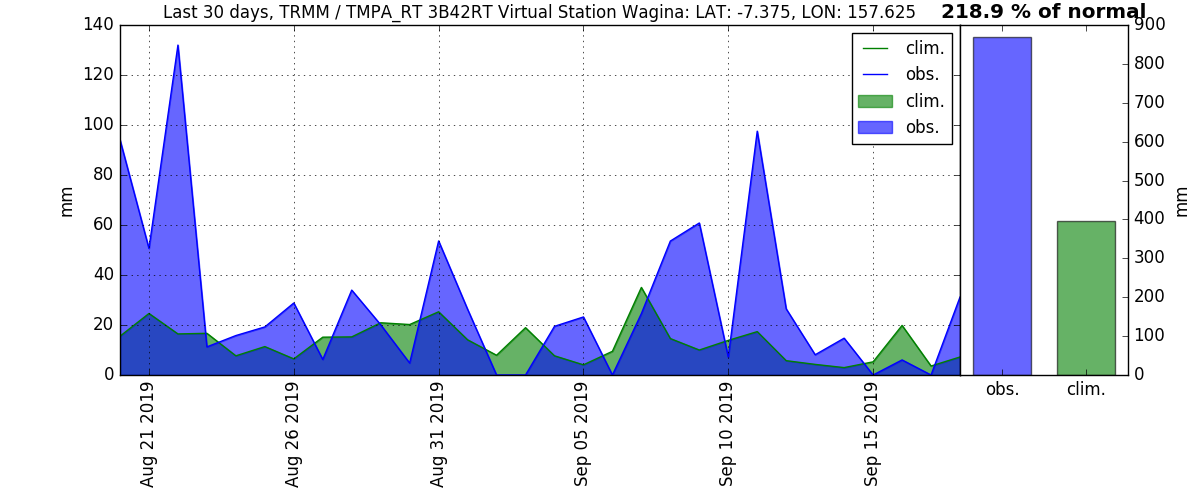 Last 30 days, TRMM / TMPA_RT 3B42RT Virtual Station Wagina: LAT: -7.375, LON: 157.625
218.9 % of normal
140
120
100
80
60
40
20
0
mm
clim.
obs.
clim.
obs.
Aug 21 2019
Aug 26 2019
Aug 31 2019
Sep 05 2019
Sep 10 2019
Sep 15 2019
900
800
700
600
500
400
300
200
100
0
mm
obs.
clim.